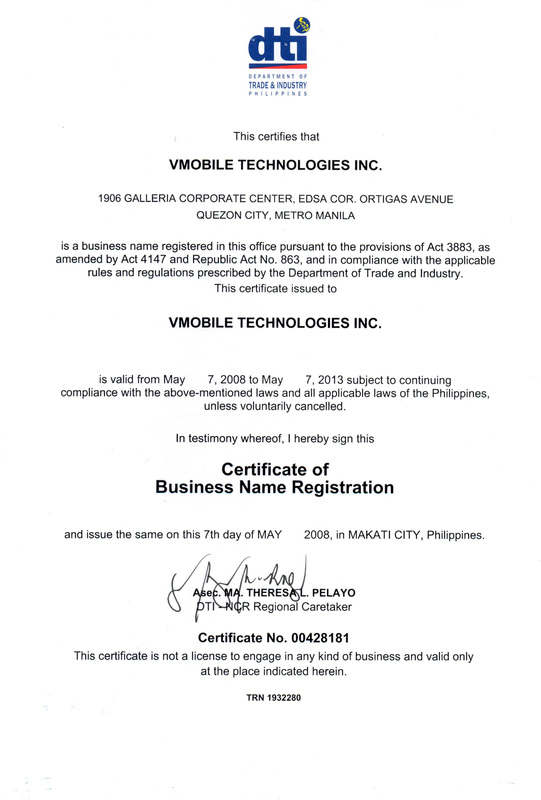 dti
DEPARTMENT OF
TRADE & INDUSTRY
PHILIPPINES
This certifies that
VMOBILE TECHNOLOGIES INC.
1906 GALLERIA CORPORATE CENTER, EDSA COR. ORTIGAS AVENUE
QUEZON CITY, METRO MANILA
is a business name registered in this office pursuant to the provisions of Act 3883, as
amended by Act 4147 and Republic Act No. 863, and in compliance with the applicable
rules and regulations prescribed by the Department of Trade and Industry.
This certificate issued to
VMOBILE TECHNOLOGIES INC.
is valid from May 7, 2008 to May 7, 2013 subject to continuing
compliance with the above-mentioned laws and all applicable laws of the Philippines,
unless voluntarily cancelled.
In testimony whereof, I hereby sign this
Certificate of
Business Name Registration
and issue the same on this 7th day of MAY 2008, in MAKATI CITY, Philippines.
Asec. MA. THERESA L. PELAYO
DTI - NCR Regional Caretaker
Certificate No. 00428181
This certificate is not a license to engage in any kind of business and valid only
at the place indicated herein.
TRN 1932280